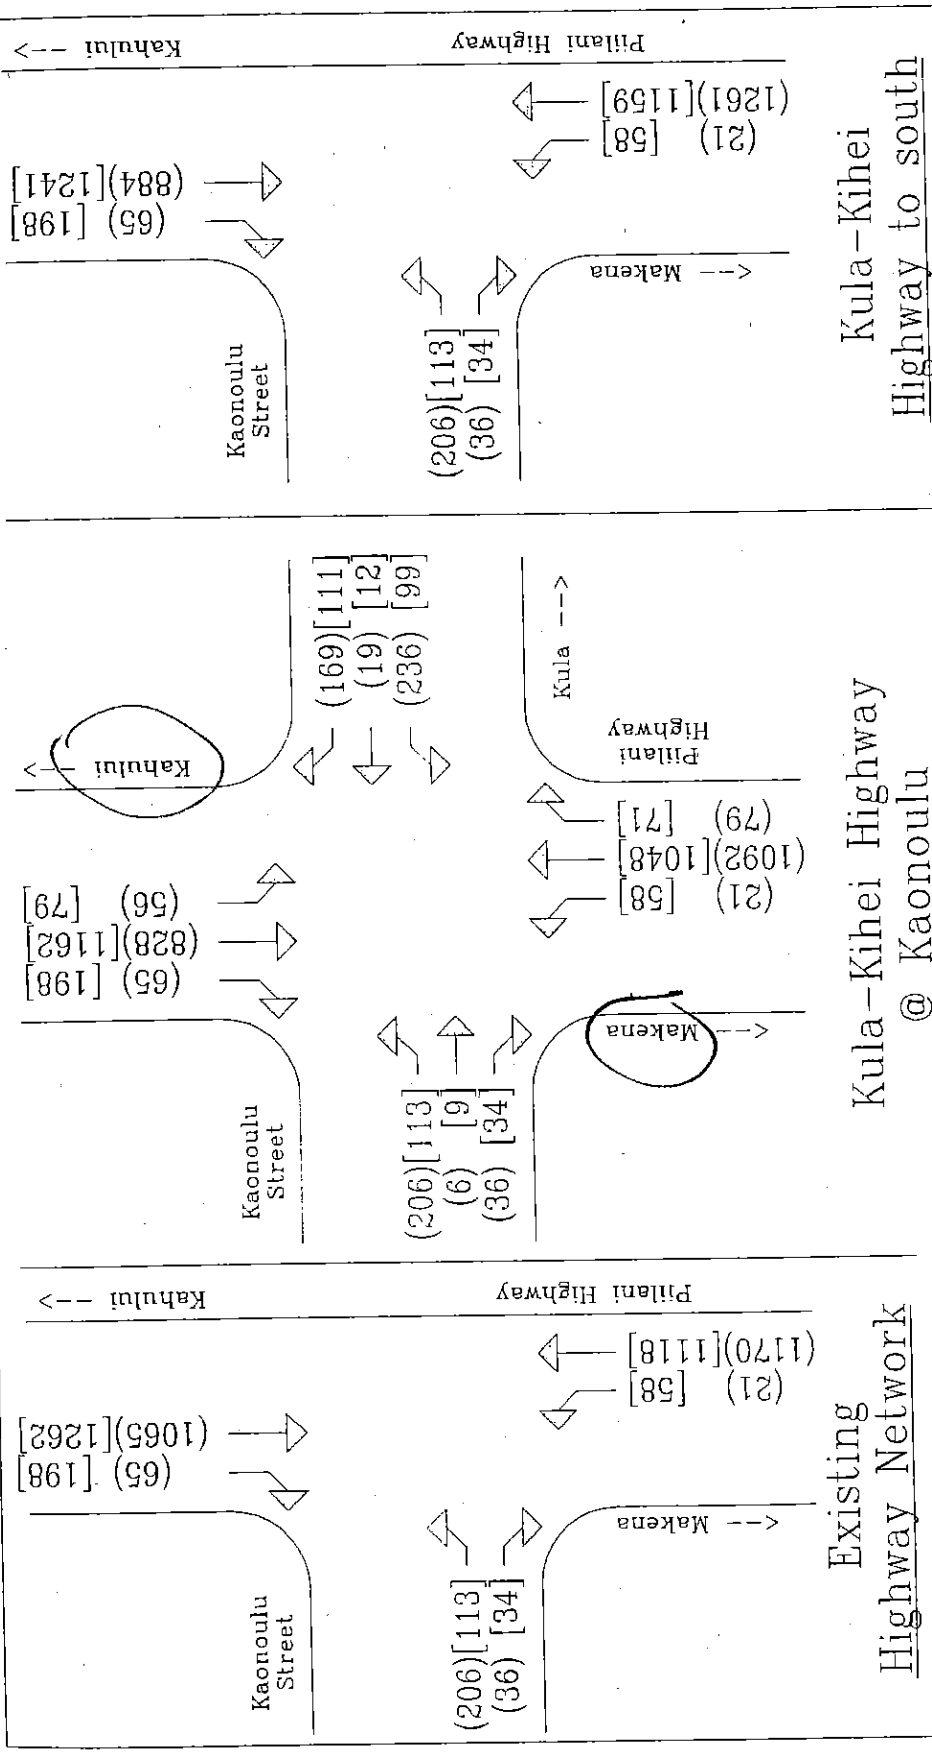 Kaonoulu
Street
Kahului -->
(65) [198]
(1065)[1262]
(206)[113]
(36) [34]
(21) [58]
(1170)[1118]
<-- Makena
Piilani Highway
Existing
Highway Network
Kaonoulu
Street
Kahului -->
(65) [198]
(828)[1162]
(56) [79]
(206)[113]
(6) [9]
(36) [34]
(169)[111]
(19) [12]
(236) [99]
(21) [58]
(1092)[1048]
(79) [71]
<-- Makena
Piilani
Highway
Kula -->
Kula-Kihei Highway
@ Kaonoulu
Kaonoulu
Street
Kahului -->
(65) [198]
(884)[1241]
(206)[113]
(36) [34]
(21) [58]
(1261)[1159]
<-- Makena
Piilani Highway
Kula-Kihei
Highway to south